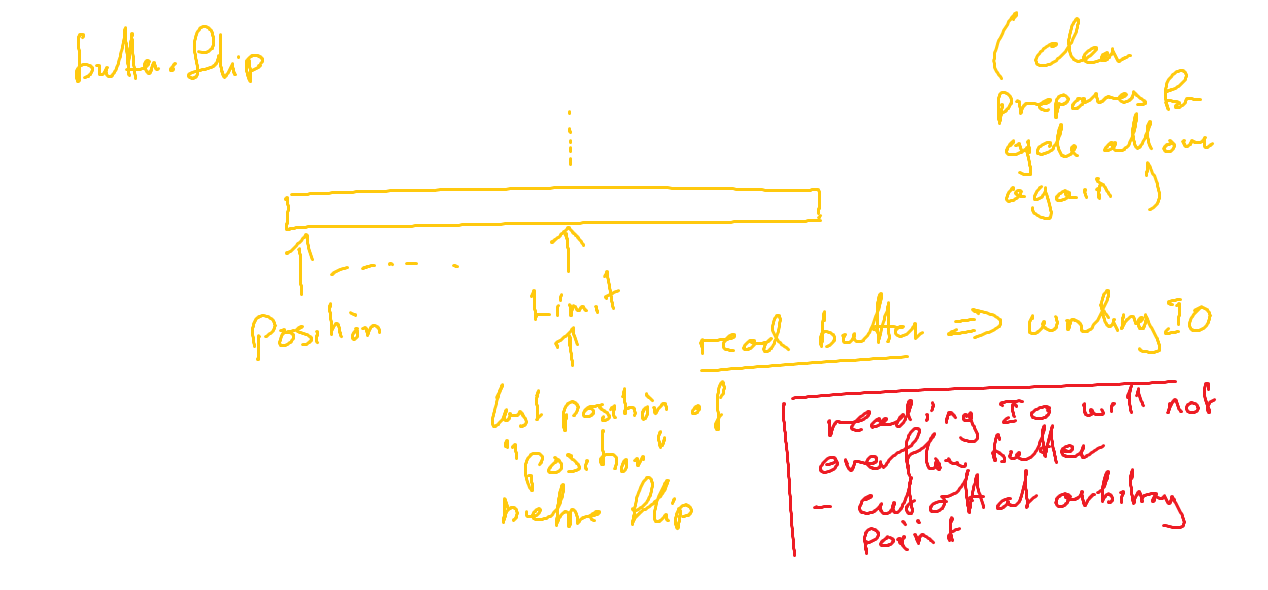 buffer.flip
(clear
prepares for
cycle all over
again)
Position
Limit
last position of
"position"
before flip
read buffer => writing IO
reading IO will not
overflow buffer
- cut off at arbitrary
point